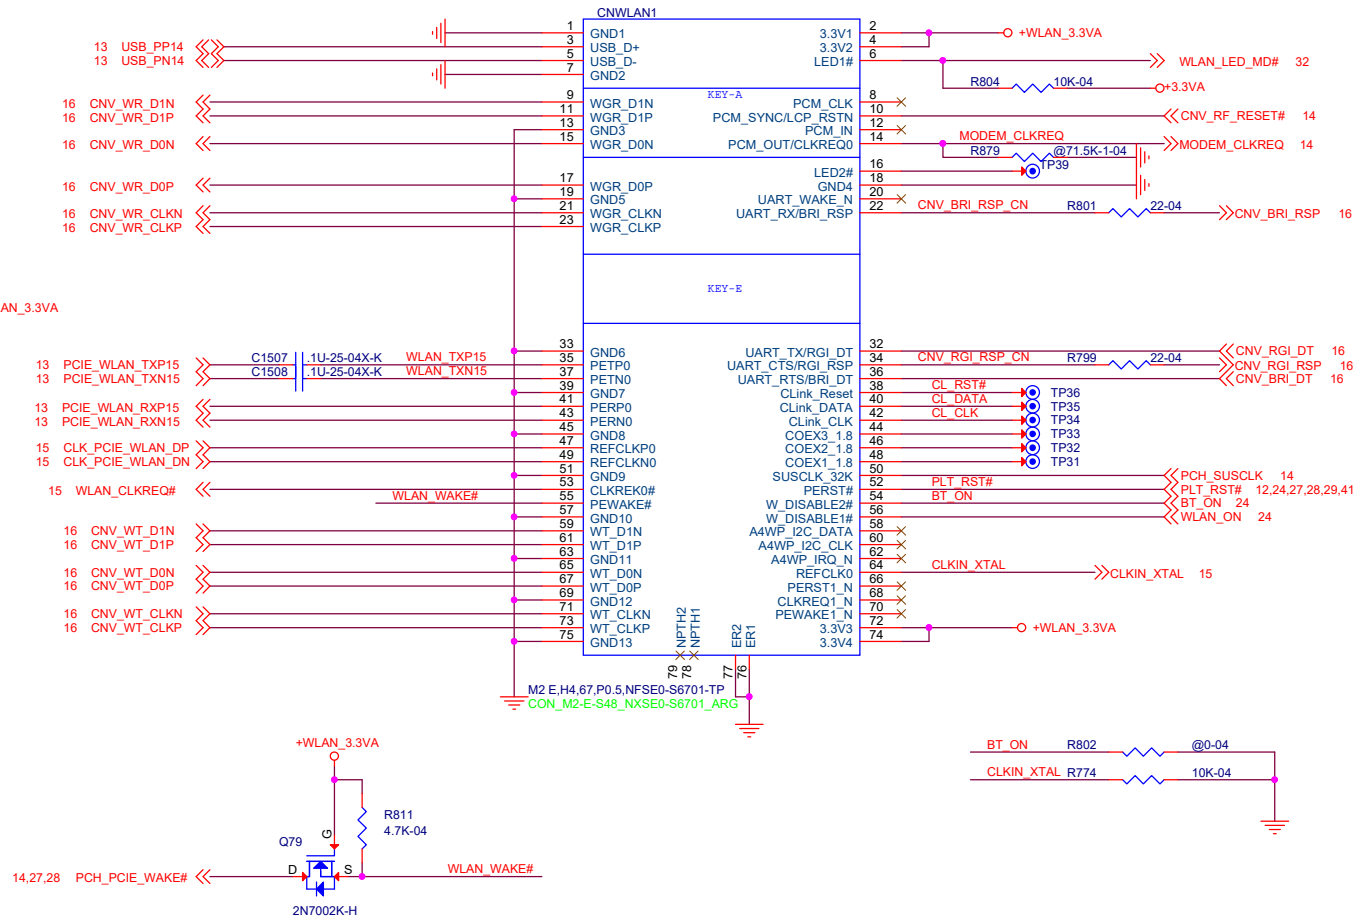 CNWLAN1
1 GND1 3.3V1 2 +WLAN_3.3VA
13 USB_PP14 3 USB_D+ 3.3V2 4
13 USB_PN14 5 USB_D- LED1# 6 WLAN_LED_MD# 32
7 GND2
R804 10K-04 +3.3VA
KEY-A
16 CNV_WR_D1N 9 WGR_D1N PCM_CLK 8
16 CNV_WR_D1P 11 WGR_D1P PCM_SYNC/LCP_RSTN 10 CNV_RF_RESET# 14
13 GND3 PCM_IN 12
16 CNV_WR_D0N 15 WGR_D0N PCM_OUT/CLKREQ0 14 MODEM_CLKREQ MODEM_CLKREQ 14
R879 @71.5K-1-04
LED2# 16 TP39
16 CNV_WR_D0P 17 WGR_D0P GND4 18
19 GND5 UART_WAKE_N 20
16 CNV_WR_CLKN 21 WGR_CLKN UART_RX/BRI_RSP 22 CNV_BRI_RSP_CN R801 22-04 CNV_BRI_RSP 16
16 CNV_WR_CLKP 23 WGR_CLKP
KEY-E
AN_3.3VA
33 GND6 UART_TX/RGI_DT 32 CNV_RGI_DT 16
13 PCIE_WLAN_TXP15 C1507 .1U-25-04X-K WLAN_TXP15 35 PETP0 UART_CTS/RGI_RSP 34 CNV_RGI_RSP_CN R799 22-04 CNV_RGI_RSP 16
13 PCIE_WLAN_TXN15 C1508 .1U-25-04X-K WLAN_TXN15 37 PETN0 UART_RTS/BRI_DT 36 CNV_BRI_DT 16
39 GND7 CLink_Reset 38 CL_RST# TP36
13 PCIE_WLAN_RXP15 41 PERP0 CLink_DATA 40 CL_DATA TP35
13 PCIE_WLAN_RXN15 43 PERN0 CLink_CLK 42 CL_CLK TP34
45 GND8 COEX3_1.8 44 TP33
15 CLK_PCIE_WLAN_DP 47 REFCLKP0 COEX2_1.8 46 TP32
15 CLK_PCIE_WLAN_DN 49 REFCLKN0 COEX1_1.8 48 TP31
51 GND9 SUSCLK_32K 50 PCH_SUSCLK 14
15 WLAN_CLKREQ# 53 CLKREK0# PERST# 52 PLT_RST# PLT_RST# 12,24,27,28,29,41
WLAN_WAKE# 55 PEWAKE# W_DISABLE2# 54 BT_ON BT_ON 24
57 GND10 W_DISABLE1# 56 WLAN_ON 24
16 CNV_WT_D1N 59 WT_D1N A4WP_I2C_DATA 58
16 CNV_WT_D1P 61 WT_D1P A4WP_I2C_CLK 60
63 GND11 A4WP_IRQ_N 62
16 CNV_WT_D0N 65 WT_D0N REFCLK0 64 CLKIN_XTAL CLKIN_XTAL 15
16 CNV_WT_D0P 67 WT_D0P PERST1_N 66
69 GND12 CLKREQ1_N 68
16 CNV_WT_CLKN 71 WT_CLKN PEWAKE1_N 70
16 CNV_WT_CLKP 73 WT_CLKP 3.3V3 72 +WLAN_3.3VA
75 GND13 3.3V4 74
NPTH2 NPTH1 ER2 ER1
79 78 77 76
M2 E,H4,67,P0.5,NFSE0-S6701-TP
CON_M2-E-S48_NXSE0-S6701_ARG
+WLAN_3.3VA
R811
4.7K-04
Q79 G
D S
14,27,28 PCH_PCIE_WAKE# WLAN_WAKE#
2N7002K-H
BT_ON R802 @0-04
CLKIN_XTAL R774 10K-04